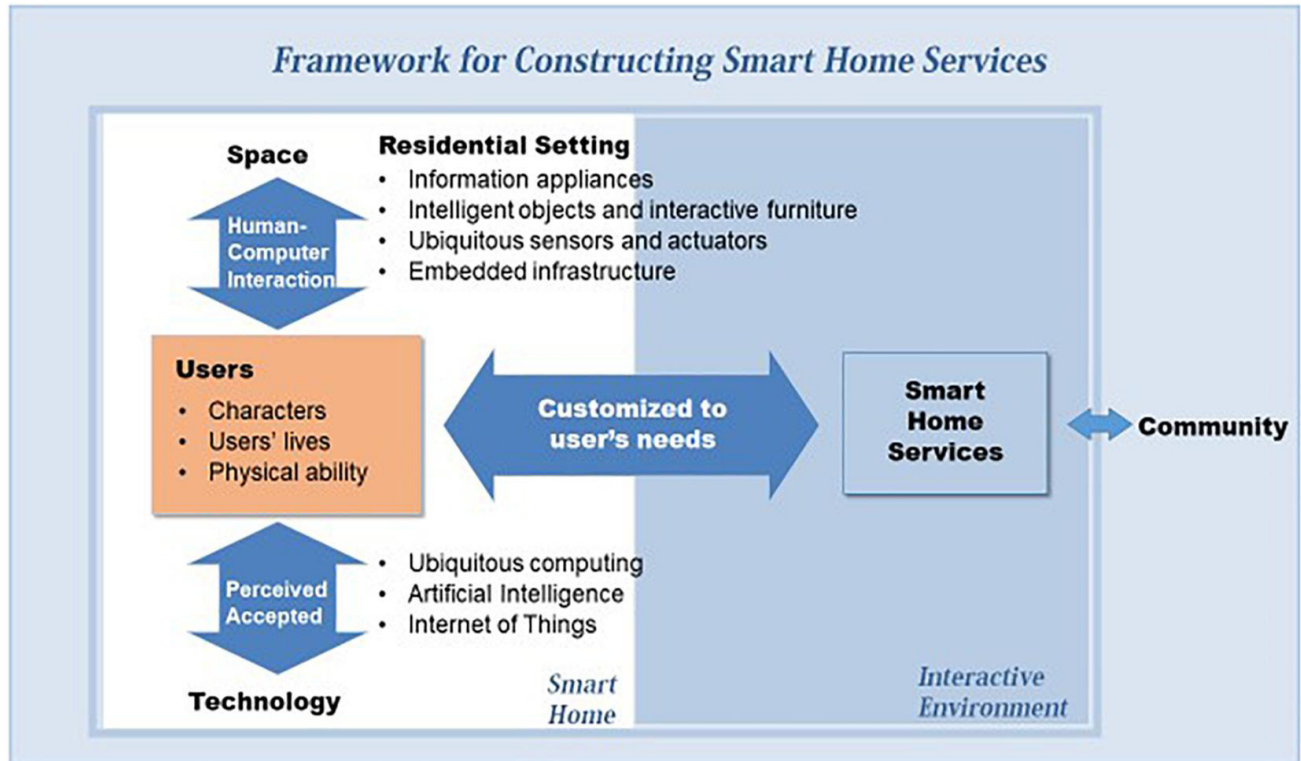 Framework for Constructing Smart Home Services
Space
Residential Setting
• Information appliances
• Intelligent objects and interactive furniture
• Ubiquitous sensors and actuators
• Embedded infrastructure
Human-
Computer
Interaction
Users
• Characters
• Users' lives
• Physical ability
Customized to
user's needs
Smart
Home
Services
Community
Perceived
Accepted
• Ubiquitous computing
• Artificial Intelligence
• Internet of Things
Technology
Smart
Home
Interactive
Environment